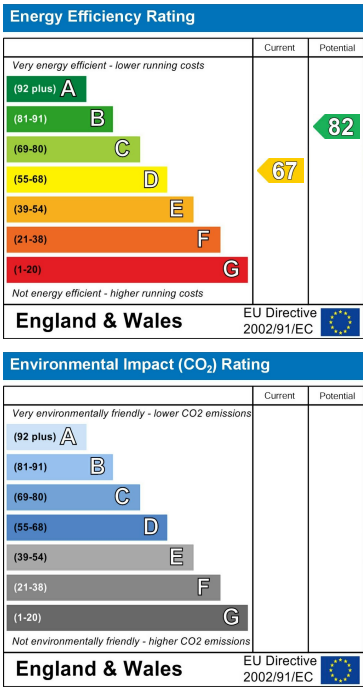 Energy Efficiency Rating
Current Potential
Very energy efficient - lower running costs
(92 plus) A
(81-91) B
(69-80) C
(55-68) D
(39-54) E
(21-38) F
(1-20) G
67
82
Not energy efficient - higher running costs
England & Wales
EU Directive
2002/91/EC
Environmental Impact (CO₂) Rating
Current Potential
Very environmentally friendly - lower CO2 emissions
(92 plus) A
(81-91) B
(69-80) C
(55-68) D
(39-54) E
(21-38) F
(1-20) G
Not environmentally friendly - higher CO2 emissions
England & Wales
EU Directive
2002/91/EC